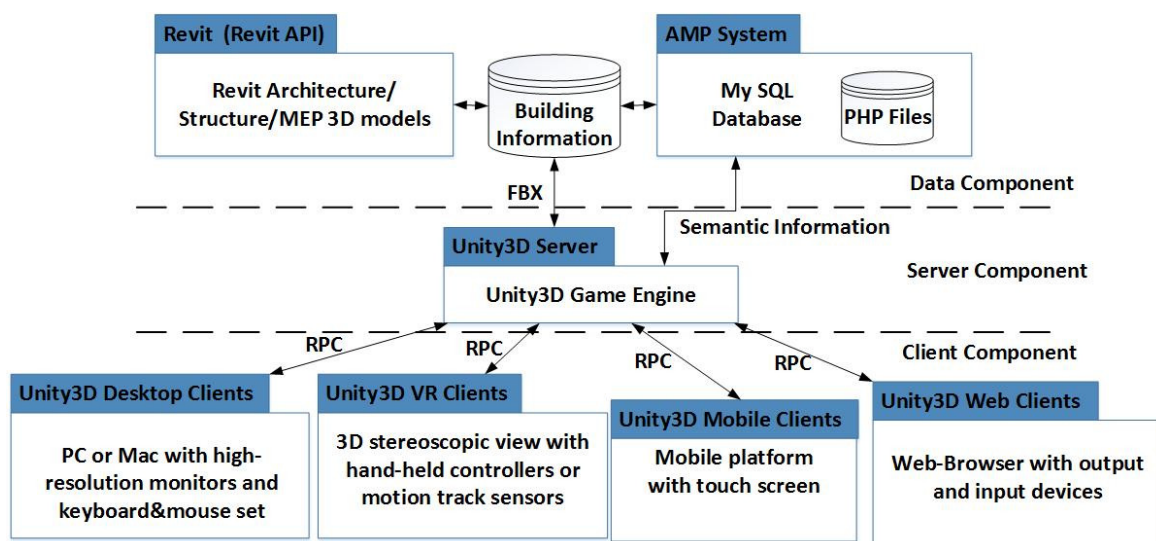 Revit (Revit API)
Revit Architecture/
Structure/MEP 3D models
Building
Information
AMP System
My SQL
Database
PHP Files
FBX
Data Component
Semantic Information
Unity3D Server
Unity3D Game Engine
Server Component
RPC
RPC
RPC
RPC
Client Component
Unity3D Desktop Clients
PC or Mac with high-
resolution monitors and
keyboard&mouse set
Unity3D VR Clients
3D stereoscopic view with
hand-held controllers or
motion track sensors
Unity3D Mobile Clients
Mobile platform
with touch screen
Unity3D Web Clients
Web-Browser with output
and input devices